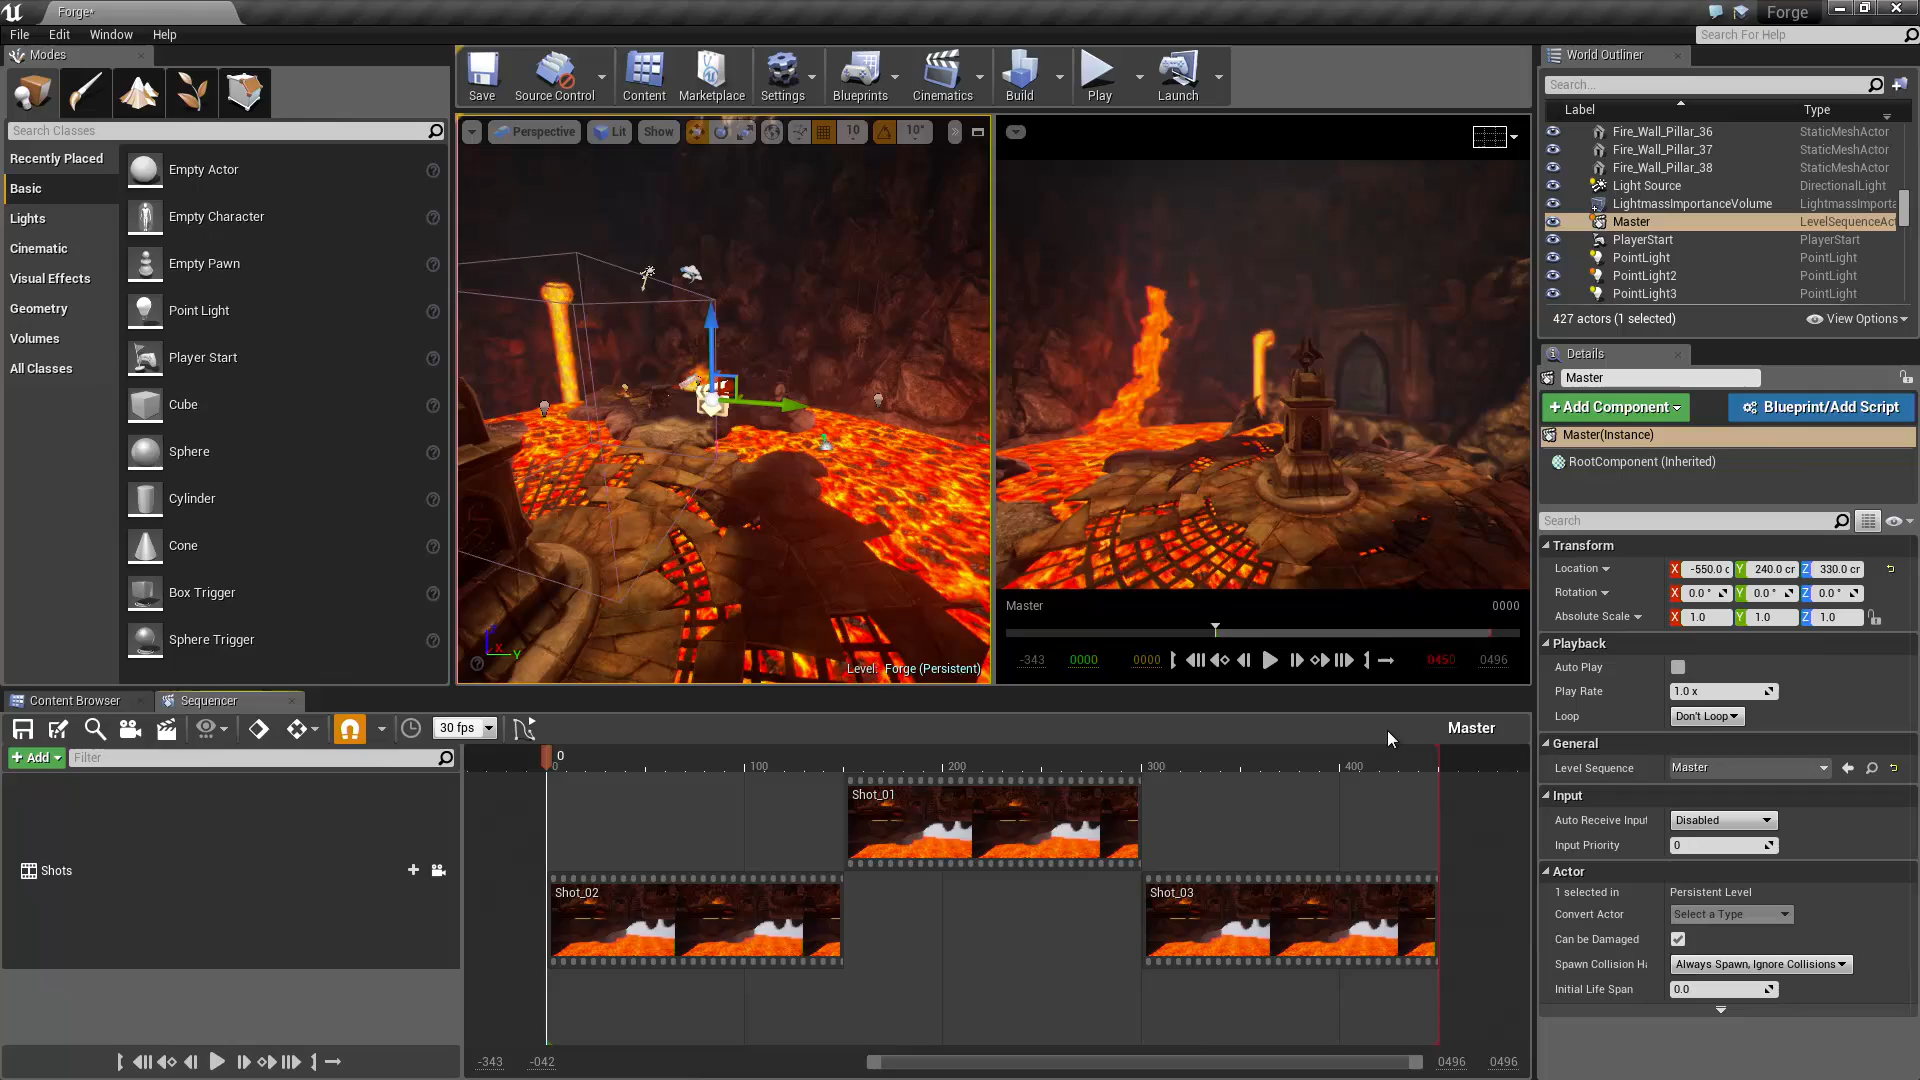 Forge*
Forge
File Edit Window Help
Search For Help
Modes
Search Classes
Recently Placed
Basic
Lights
Cinematic
Visual Effects
Geometry
Volumes
All Classes
Empty Actor
Empty Character
Empty Pawn
Point Light
Player Start
Cube
Sphere
Cylinder
Cone
Box Trigger
Sphere Trigger
Save
Source Control
Content
Marketplace
Settings
Blueprints
Cinematics
Build
Play
Launch
Perspective Lit Show 10 10°
Z
X
Y
Level: Forge (Persistent)
Master 0000
-343 0000 0000 0450 0496
World Outliner
Search...
Label Type
Fire_Wall_Pillar_36 StaticMeshActor
Fire_Wall_Pillar_37 StaticMeshActor
Fire_Wall_Pillar_38 StaticMeshActor
Light Source DirectionalLight
LightmassImportanceVolume LightmassImporta
Master LevelSequenceAct
PlayerStart PlayerStart
PointLight PointLight
PointLight2 PointLight
PointLight3 PointLight
427 actors (1 selected) View Options
Details
Master
+Add Component Blueprint/Add Script
Master(Instance)
RootComponent (Inherited)
Search
Transform
Location X -550.0 c Y 240.0 cr Z 330.0 cr
Rotation X 0.0 ° Y 0.0 ° Z 0.0 °
Absolute Scale X 1.0 Y 1.0 Z 1.0
Playback
Auto Play
Play Rate 1.0 x
Loop Don't Loop
General
Level Sequence Master
Input
Auto Receive Input Disabled
Input Priority 0
Actor
1 selected in Persistent Level
Convert Actor Select a Type
Can be Damaged
Spawn Collision Ha Always Spawn, Ignore Collisions
Initial Life Span 0.0
Content Browser Sequencer
30 fps Master
+ Add Filter
0
0 100 200 300 400
Shots
Shot_01
Shot_02
Shot_03
-343 -042 0496 0496